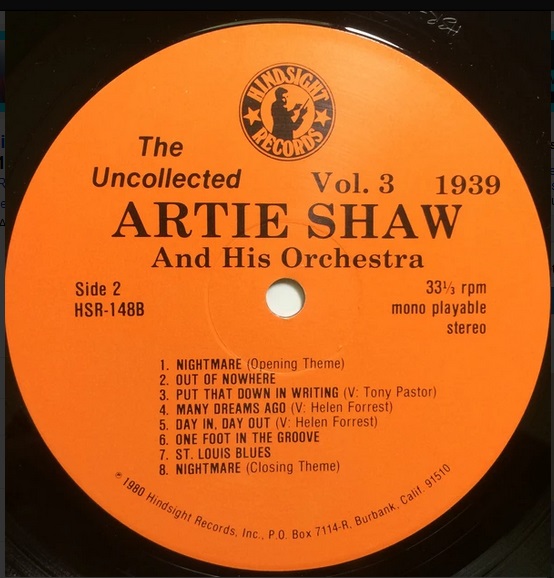 HINDSIGHT
RECORDS
The
Uncollected
Vol. 3 1939
ARTIE SHAW
And His Orchestra
Side 2
HSR-148B
33⅓ rpm
mono playable
stereo
1. NIGHTMARE (Opening Theme)
2. OUT OF NOWHERE
3. PUT THAT DOWN IN WRITING (V: Tony Pastor)
4. MANY DREAMS AGO (V: Helen Forrest)
5. DAY IN, DAY OUT (V: Helen Forrest)
6. ONE FOOT IN THE GROOVE
7. ST. LOUIS BLUES
8. NIGHTMARE (Closing Theme)
℗ 1980 Hindsight Records, Inc., P.O. Box 7114-R, Burbank, Calif. 91510